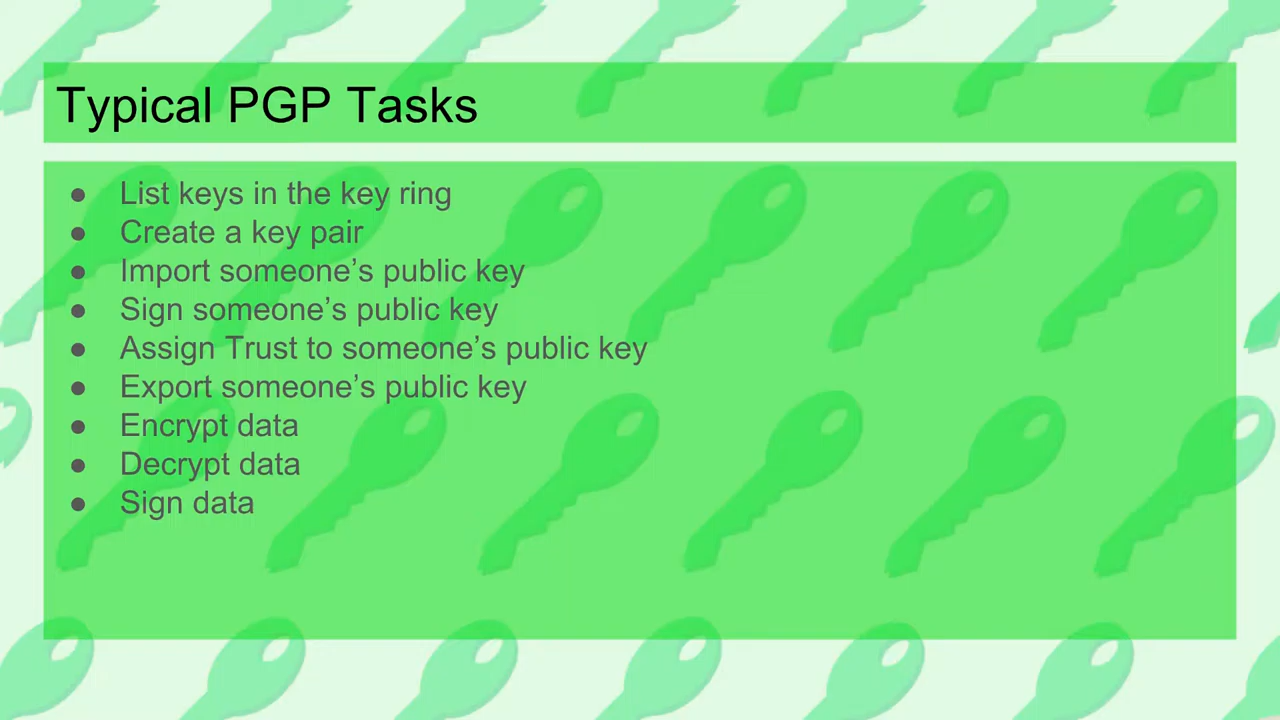 Typical PGP Tasks
● List keys in the key ring
● Create a key pair
● Import someone’s public key
● Sign someone’s public key
● Assign Trust to someone’s public key
● Export someone’s public key
● Encrypt data
● Decrypt data
● Sign data